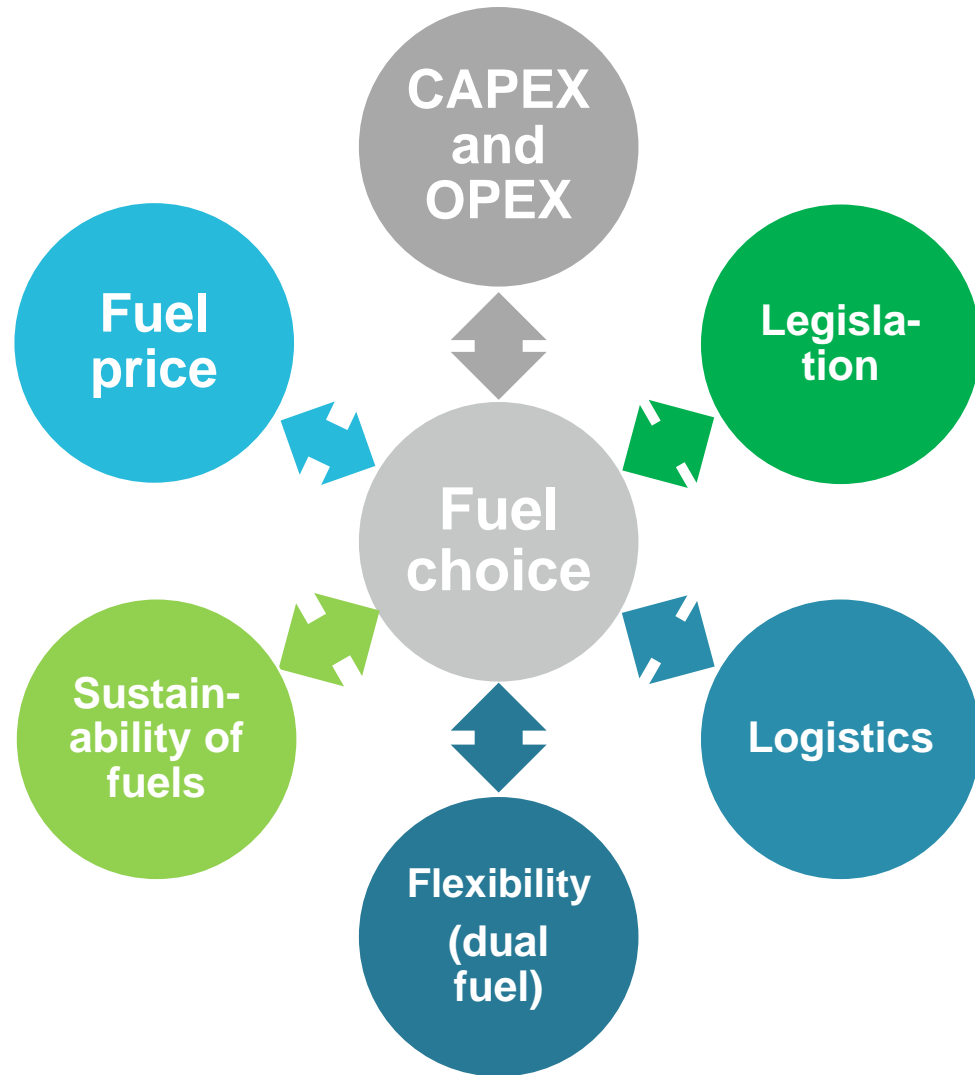 CAPEX
and
OPEX
Fuel
price
Legisla-
tion
Fuel
choice
Sustain-
ability of
fuels
Logistics
Flexibility
(dual
fuel)